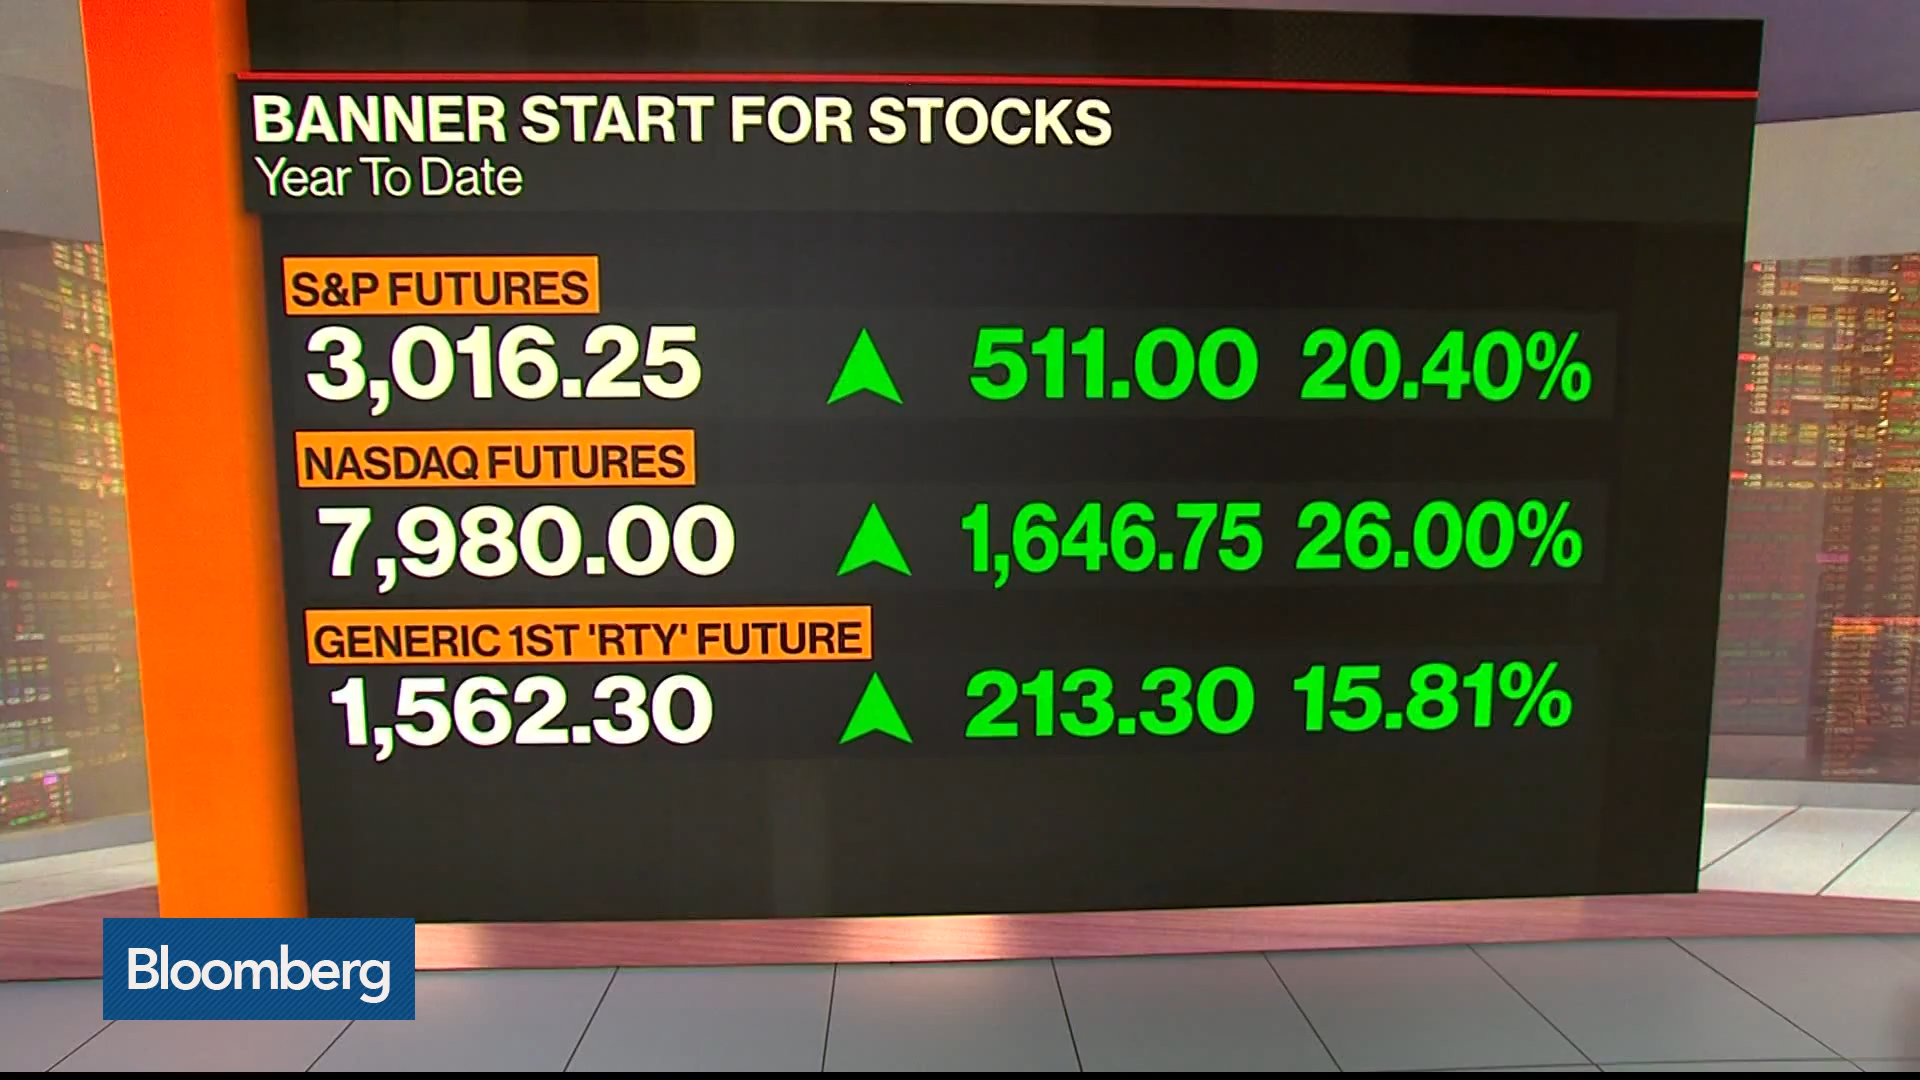 BANNER START FOR STOCKS
Year To Date
S&P FUTURES
3,016.25 ▲ 511.00 20.40%
NASDAQ FUTURES
7,980.00 ▲ 1,646.75 26.00%
GENERIC 1ST 'RTY' FUTURE
1,562.30 ▲ 213.30 15.81%
Bloomberg